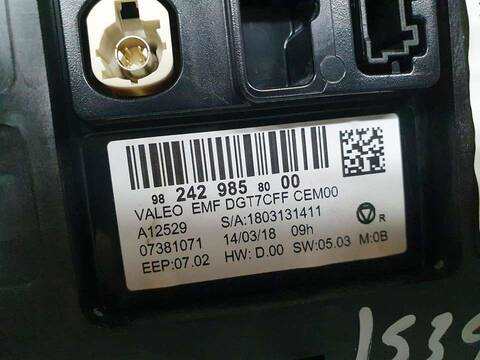 98 242 985 80 00
VALEO EMF DGT7CFF CEM00
A12529 S/A:1803131411
07381071 14/03/18 09h R
EEP:07.02 HW: D.00 SW:05.03 M:0B